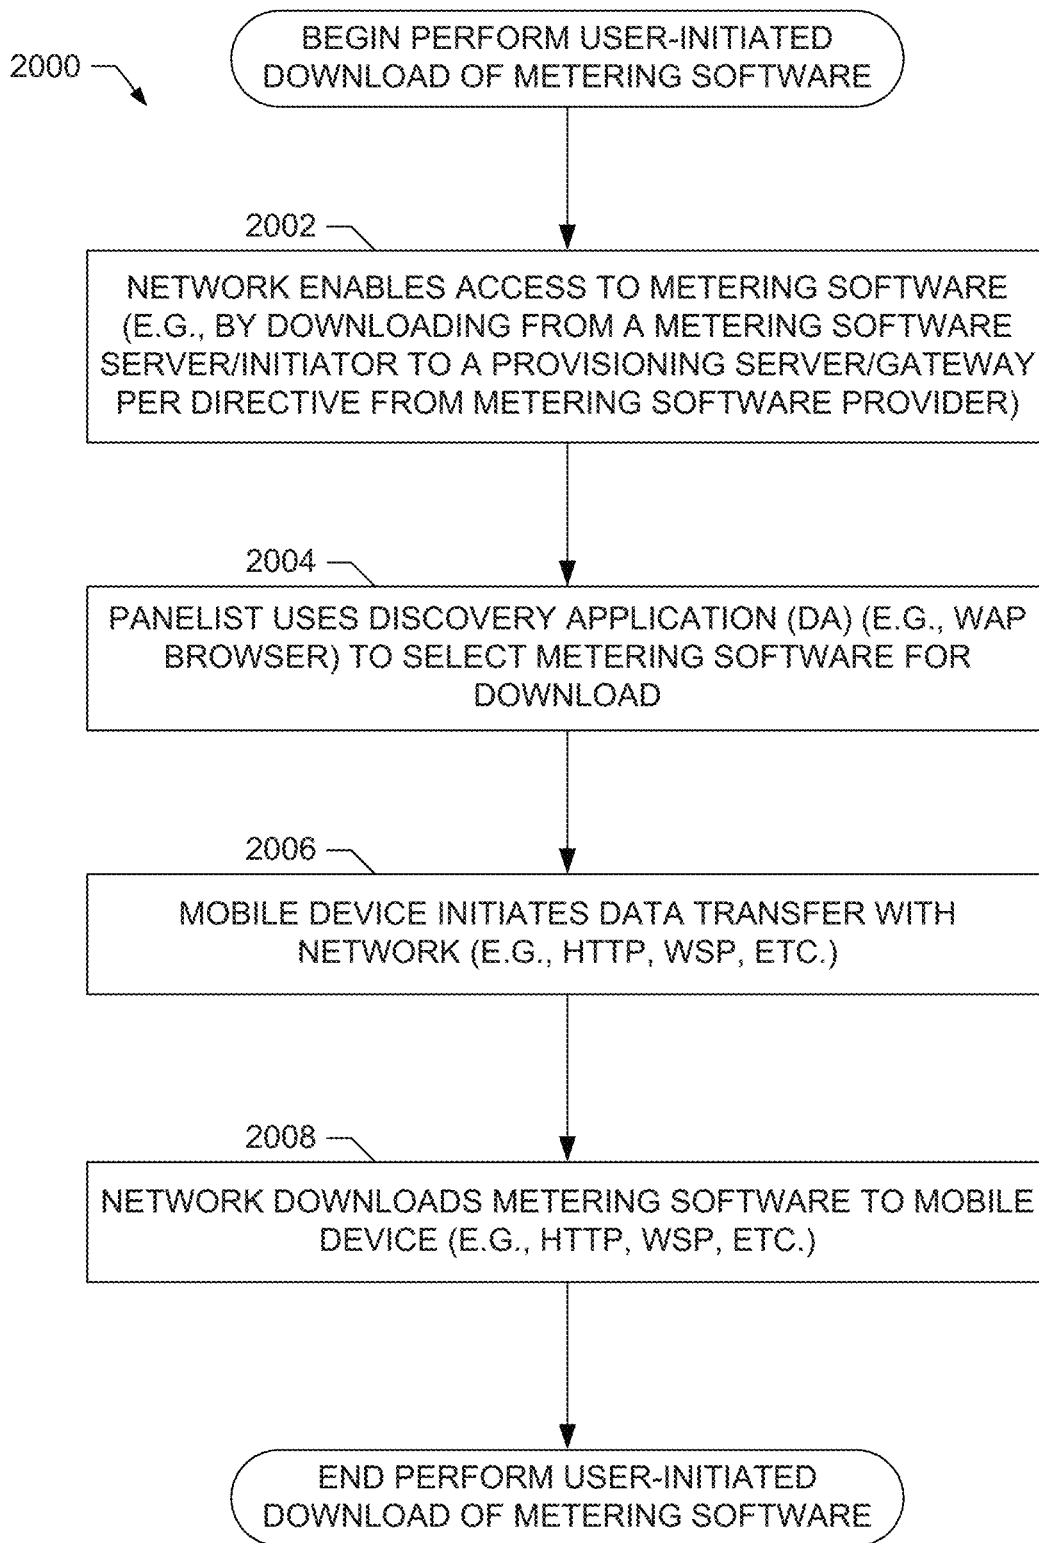 BEGIN PERFORM USER-INITIATED
DOWNLOAD OF METERING SOFTWARE
2000
2002
NETWORK ENABLES ACCESS TO METERING SOFTWARE
(E.G., BY DOWNLOADING FROM A METERING SOFTWARE
SERVER/INITIATOR TO A PROVISIONING SERVER/GATEWAY
PER DIRECTIVE FROM METERING SOFTWARE PROVIDER)
2004
PANELIST USES DISCOVERY APPLICATION (DA) (E.G., WAP
BROWSER) TO SELECT METERING SOFTWARE FOR
DOWNLOAD
2006
MOBILE DEVICE INITIATES DATA TRANSFER WITH
NETWORK (E.G., HTTP, WSP, ETC.)
2008
NETWORK DOWNLOADS METERING SOFTWARE TO MOBILE
DEVICE (E.G., HTTP, WSP, ETC.)
END PERFORM USER-INITIATED
DOWNLOAD OF METERING SOFTWARE